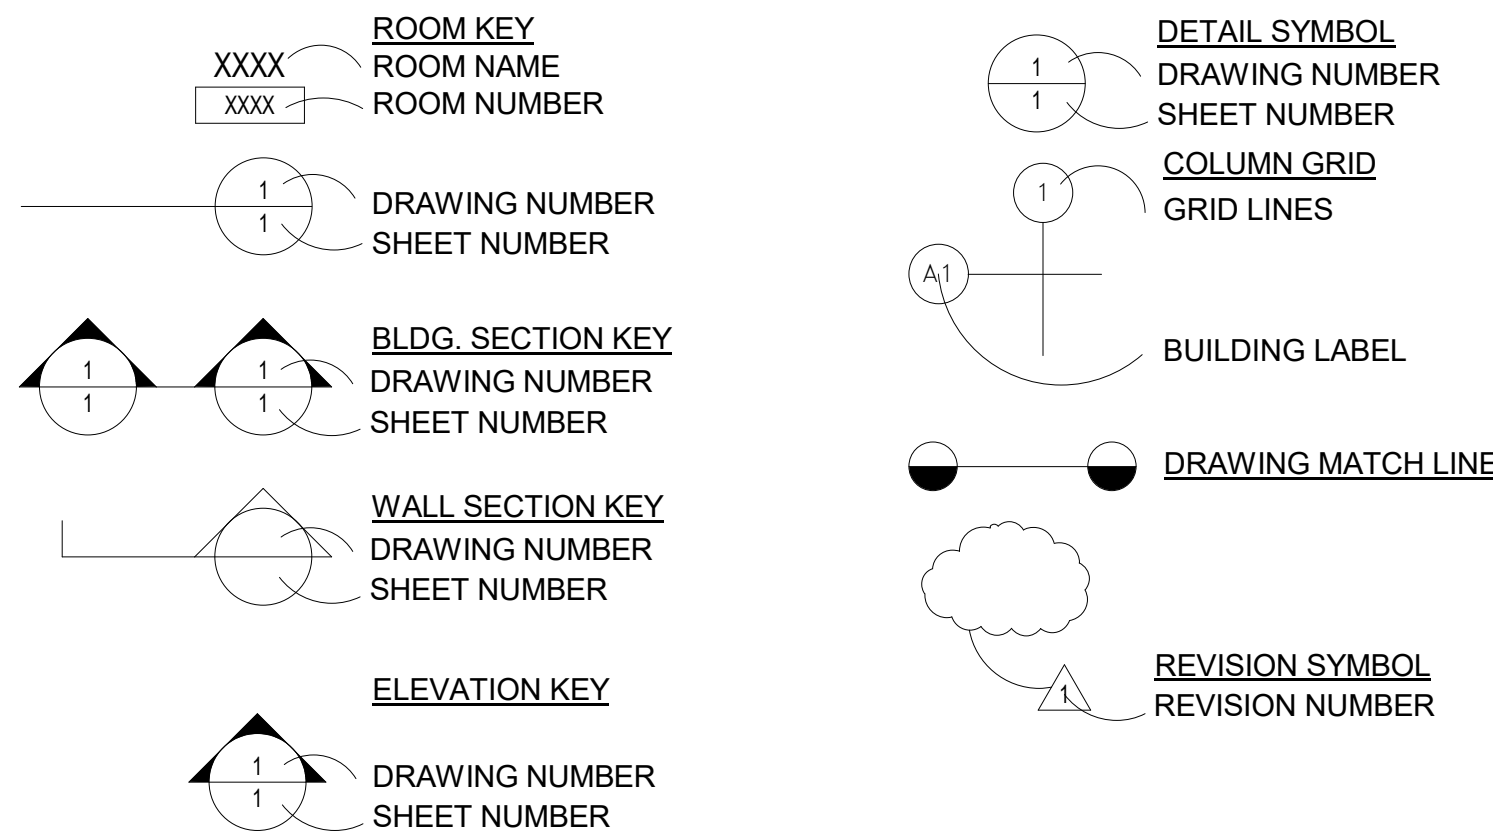 ROOM KEY
XXXX
ROOM NAME
XXXX
ROOM NUMBER
1
DRAWING NUMBER
1
SHEET NUMBER
BLDG. SECTION KEY
1
1
DRAWING NUMBER
1
1
SHEET NUMBER
WALL SECTION KEY
DRAWING NUMBER
SHEET NUMBER
ELEVATION KEY
1
DRAWING NUMBER
1
SHEET NUMBER
DETAIL SYMBOL
1
DRAWING NUMBER
1
SHEET NUMBER
COLUMN GRID
1
GRID LINES
A1
BUILDING LABEL
DRAWING MATCH LINE
REVISION SYMBOL
1
REVISION NUMBER